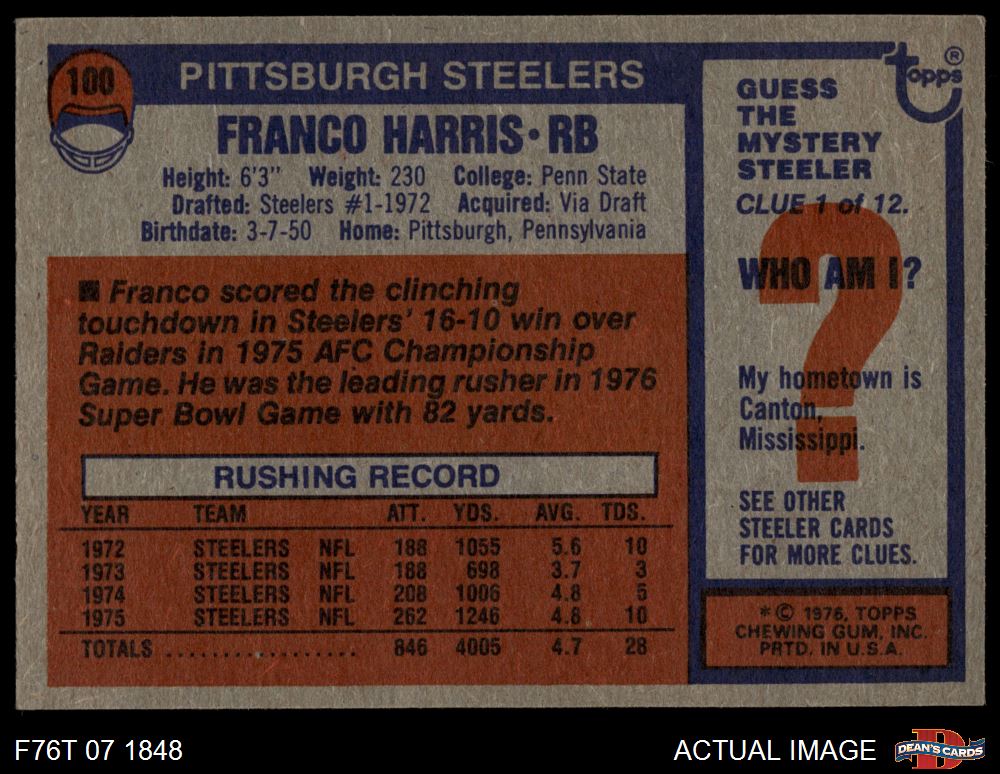 100
PITTSBURGH STEELERS
FRANCO HARRIS • RB
Height: 6'3" Weight: 230 College: Penn State
Drafted: Steelers #1-1972 Acquired: Via Draft
Birthdate: 3-7-50 Home: Pittsburgh, Pennsylvania
■ Franco scored the clinching
touchdown in Steelers' 16-10 win over
Raiders in 1975 AFC Championship
Game. He was the leading rusher in 1976
Super Bowl Game with 82 yards.
RUSHING RECORD
YEAR TEAM ATT. YDS. AVG. TDS.
1972 STEELERS NFL 188 1055 5.6 10
1973 STEELERS NFL 188 698 3.7 3
1974 STEELERS NFL 208 1006 4.8 5
1975 STEELERS NFL 262 1246 4.8 10
TOTALS .................. 846 4005 4.7 28
topps®
GUESS
THE
MYSTERY
STEELER
CLUE 1 of 12.
?
WHO AM I?
My hometown is
Canton,
Mississippi.
SEE OTHER
STEELER CARDS
FOR MORE CLUES.
*© 1976, TOPPS
CHEWING GUM, INC.
PRTD. IN U.S.A.
F76T 07 1848
ACTUAL IMAGE
D
DEAN'S CARDS